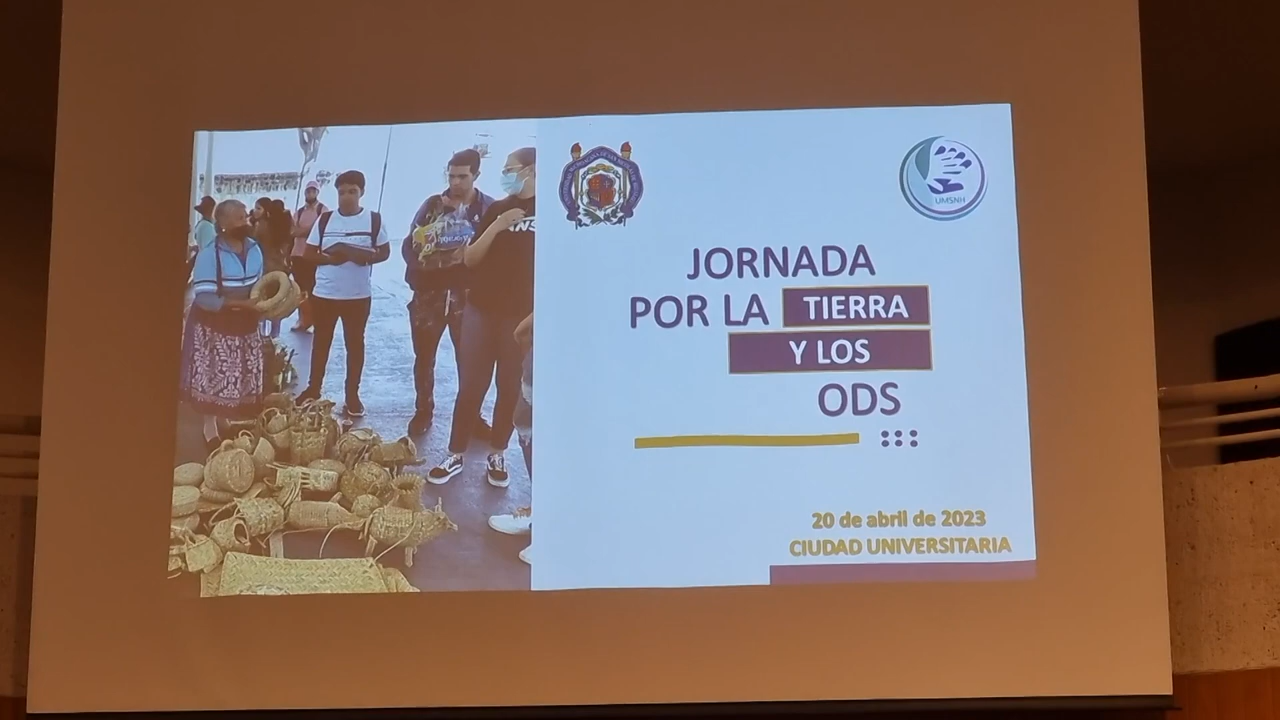 UMSNH
JORNADA
POR LA TIERRA
Y LOS
ODS
20 de abril de 2023
CIUDAD UNIVERSITARIA